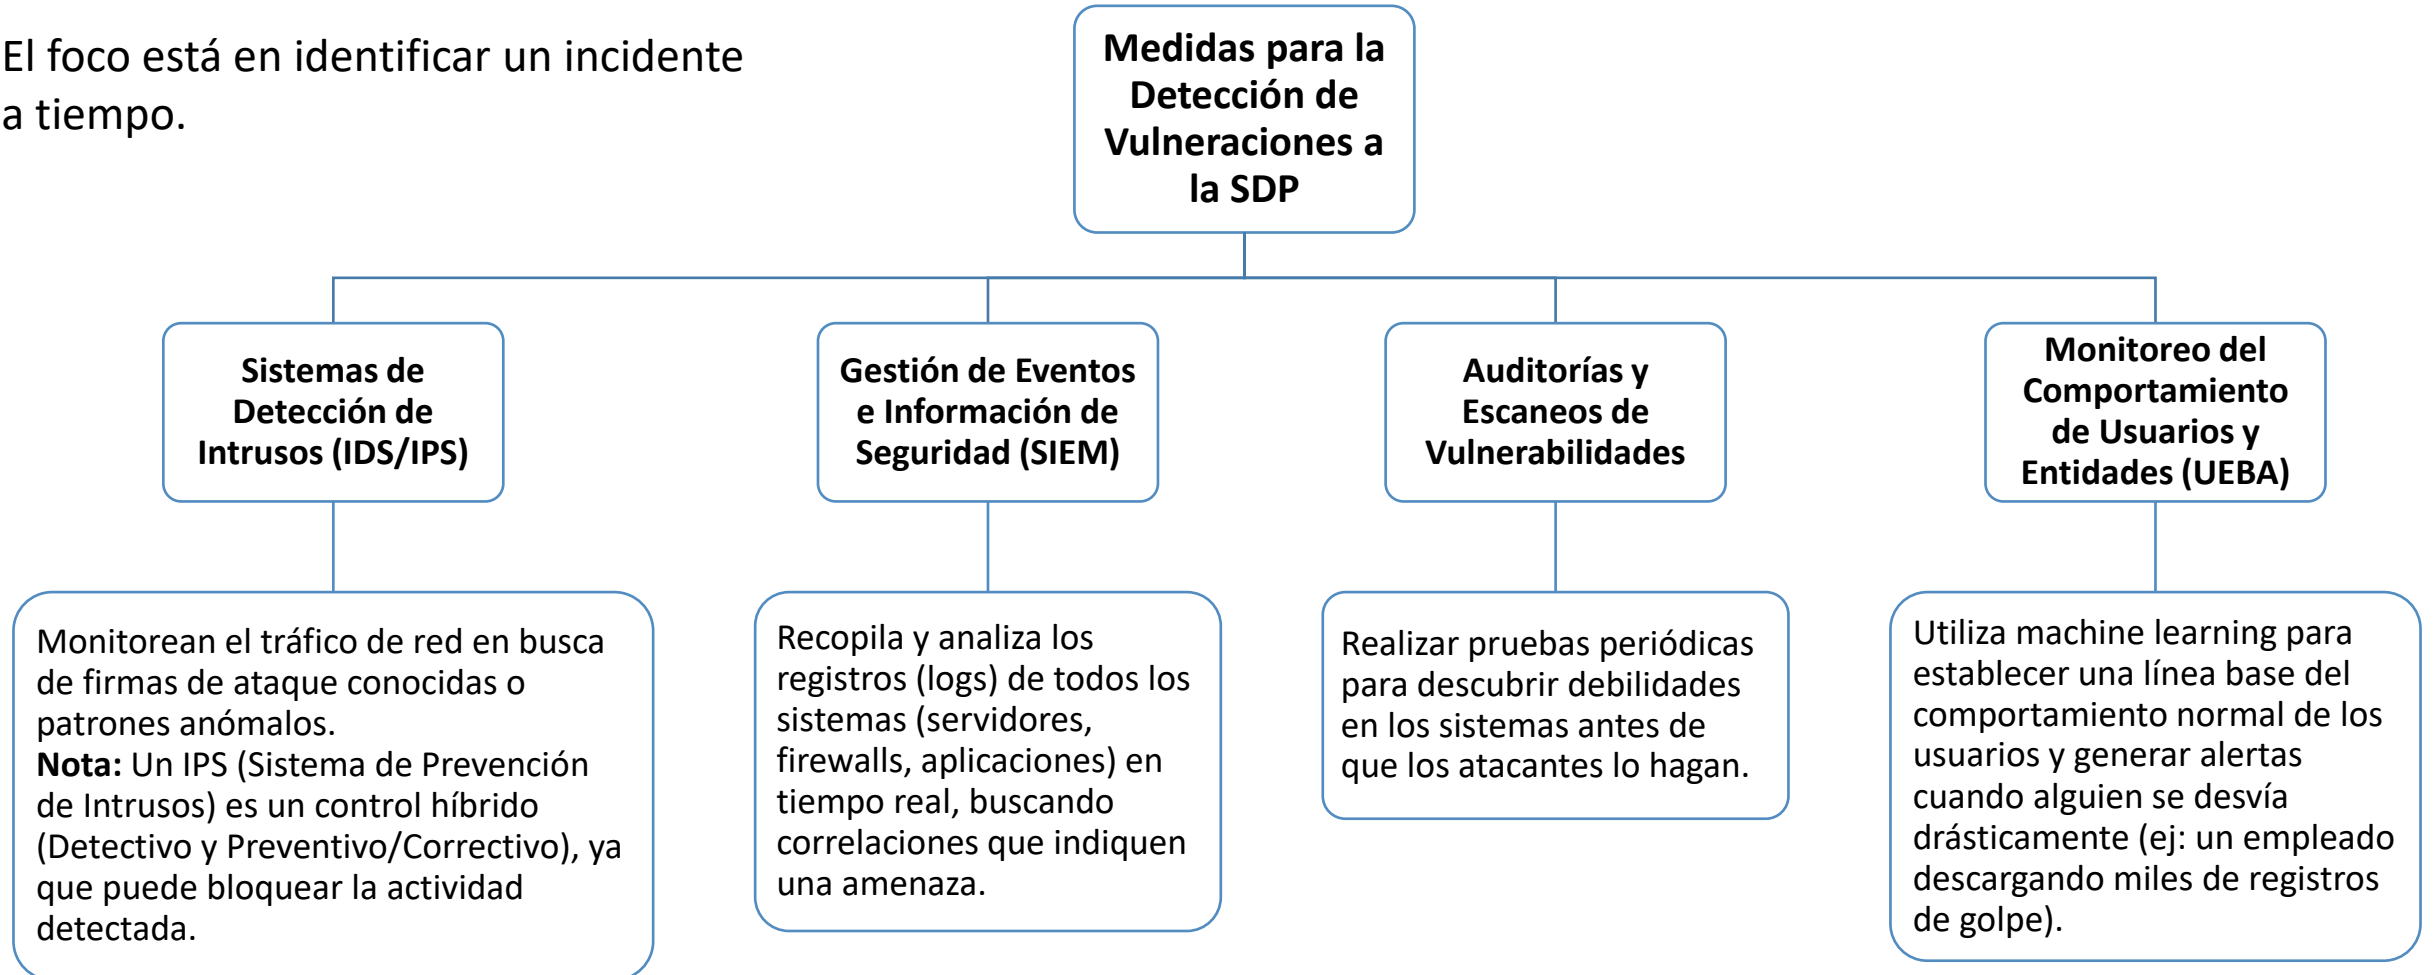 El foco está en identificar un incidente
a tiempo.
Medidas para la
Detección de
Vulneraciones a
la SDP
Sistemas de
Detección de
Intrusos (IDS/IPS)
Gestión de Eventos
e Información de
Seguridad (SIEM)
Auditorías y
Escaneos de
Vulnerabilidades
Monitoreo del
Comportamiento
de Usuarios y
Entidades (UEBA)
Monitorean el tráfico de red en busca
de firmas de ataque conocidas o
patrones anómalos.
Nota: Un IPS (Sistema de Prevención
de Intrusos) es un control híbrido
(Detectivo y Preventivo/Correctivo), ya
que puede bloquear la actividad
detectada.
Recopila y analiza los
registros (logs) de todos los
sistemas (servidores,
firewalls, aplicaciones) en
tiempo real, buscando
correlaciones que indiquen
una amenaza.
Realizar pruebas periódicas
para descubrir debilidades
en los sistemas antes de
que los atacantes lo hagan.
Utiliza machine learning para
establecer una línea base del
comportamiento normal de los
usuarios y generar alertas
cuando alguien se desvía
drásticamente (ej: un empleado
descargando miles de registros
de golpe).